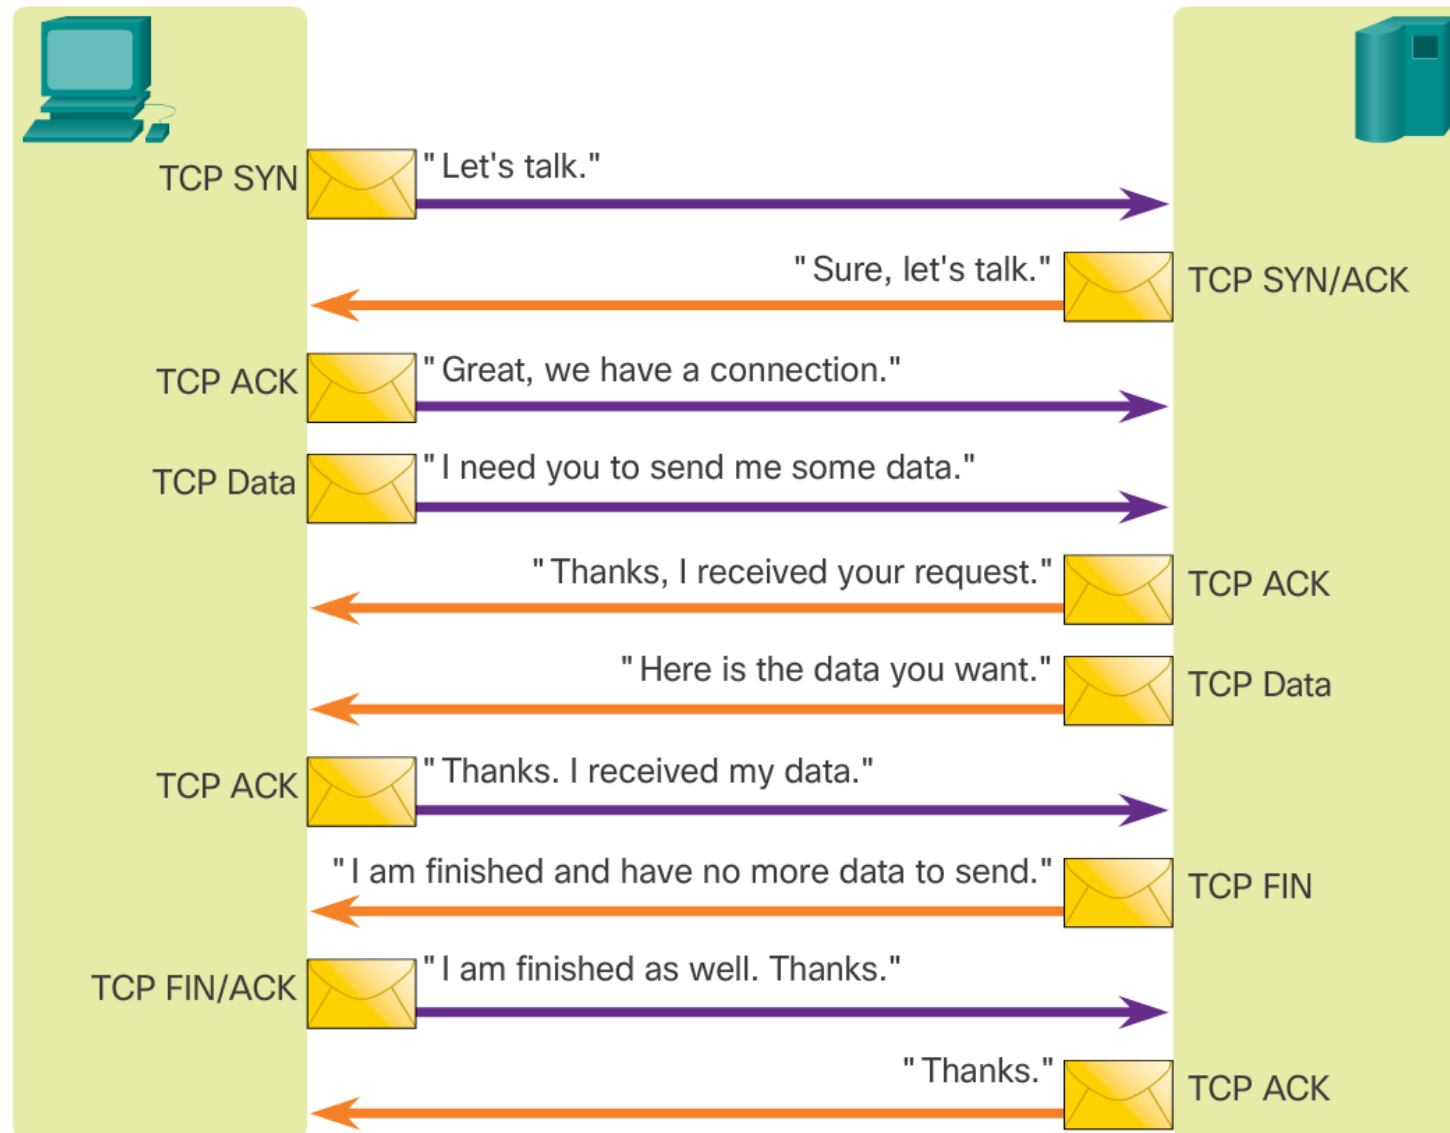 TCP SYN "Let's talk."
"Sure, let's talk." TCP SYN/ACK
TCP ACK "Great, we have a connection."
TCP Data "I need you to send me some data."
"Thanks, I received your request." TCP ACK
"Here is the data you want." TCP Data
TCP ACK "Thanks. I received my data."
"I am finished and have no more data to send." TCP FIN
TCP FIN/ACK "I am finished as well. Thanks."
"Thanks." TCP ACK